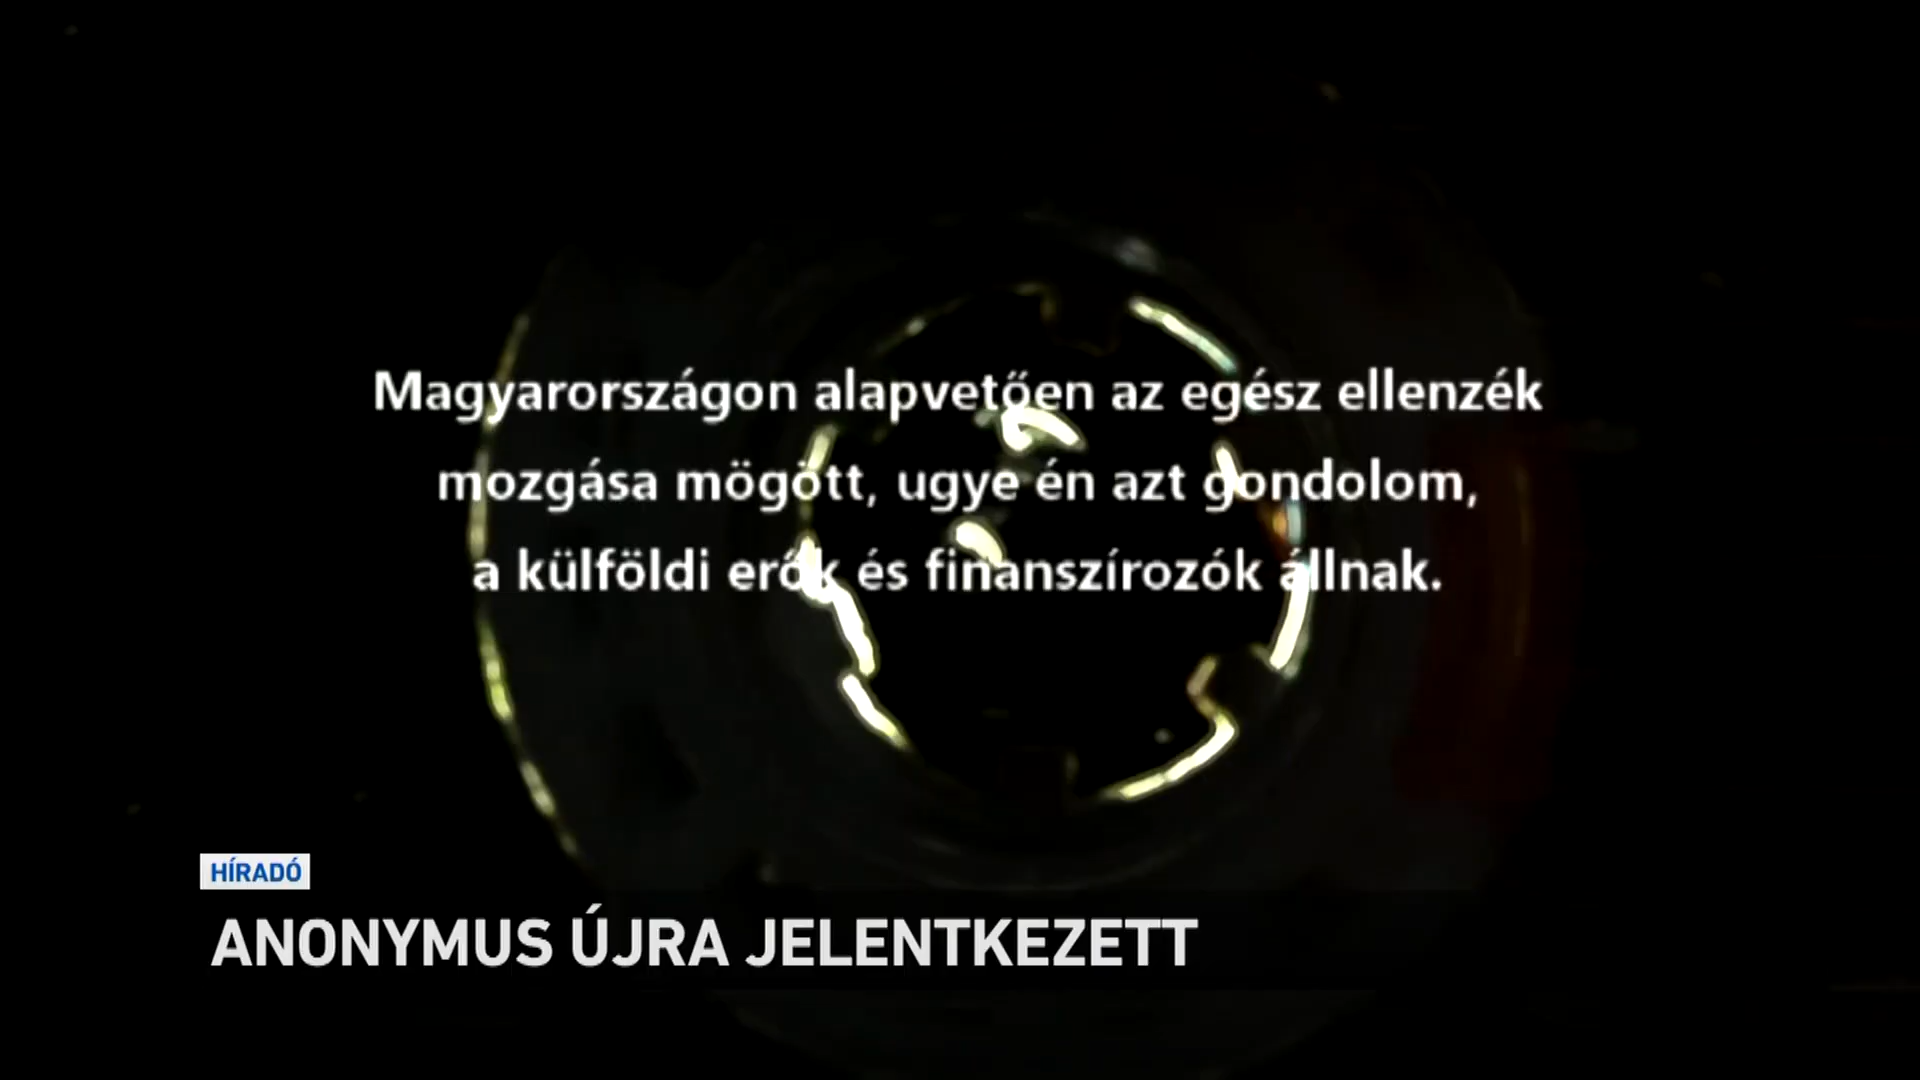 Magyarországon alapvetően az egész ellenzék
mozgása mögött, ugye én azt gondolom,
a külföldi erők és finanszírozók állnak.
HÍRADÓ
ANONYMUS ÚJRA JELENTKEZETT